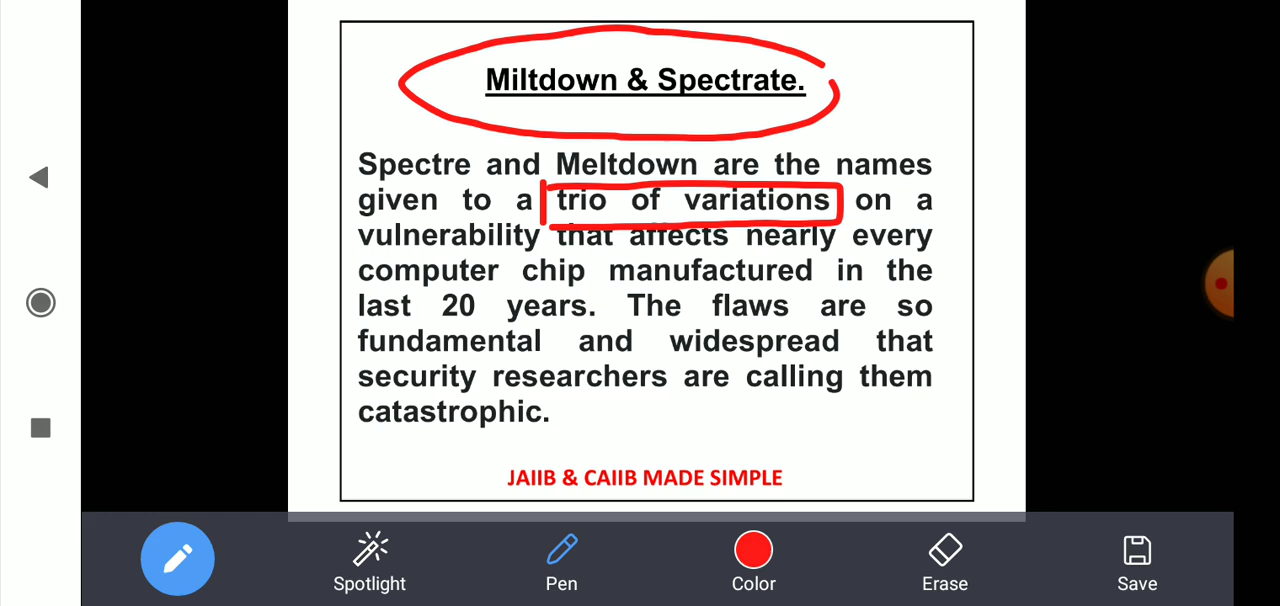 Miltdown & Spectrate.
Spectre and Meltdown are the names
given to a trio of variations on a
vulnerability that affects nearly every
computer chip manufactured in the
last 20 years. The flaws are so
fundamental and widespread that
security researchers are calling them
catastrophic.
JAIIB & CAIIB MADE SIMPLE
Spotlight Pen Color Erase Save